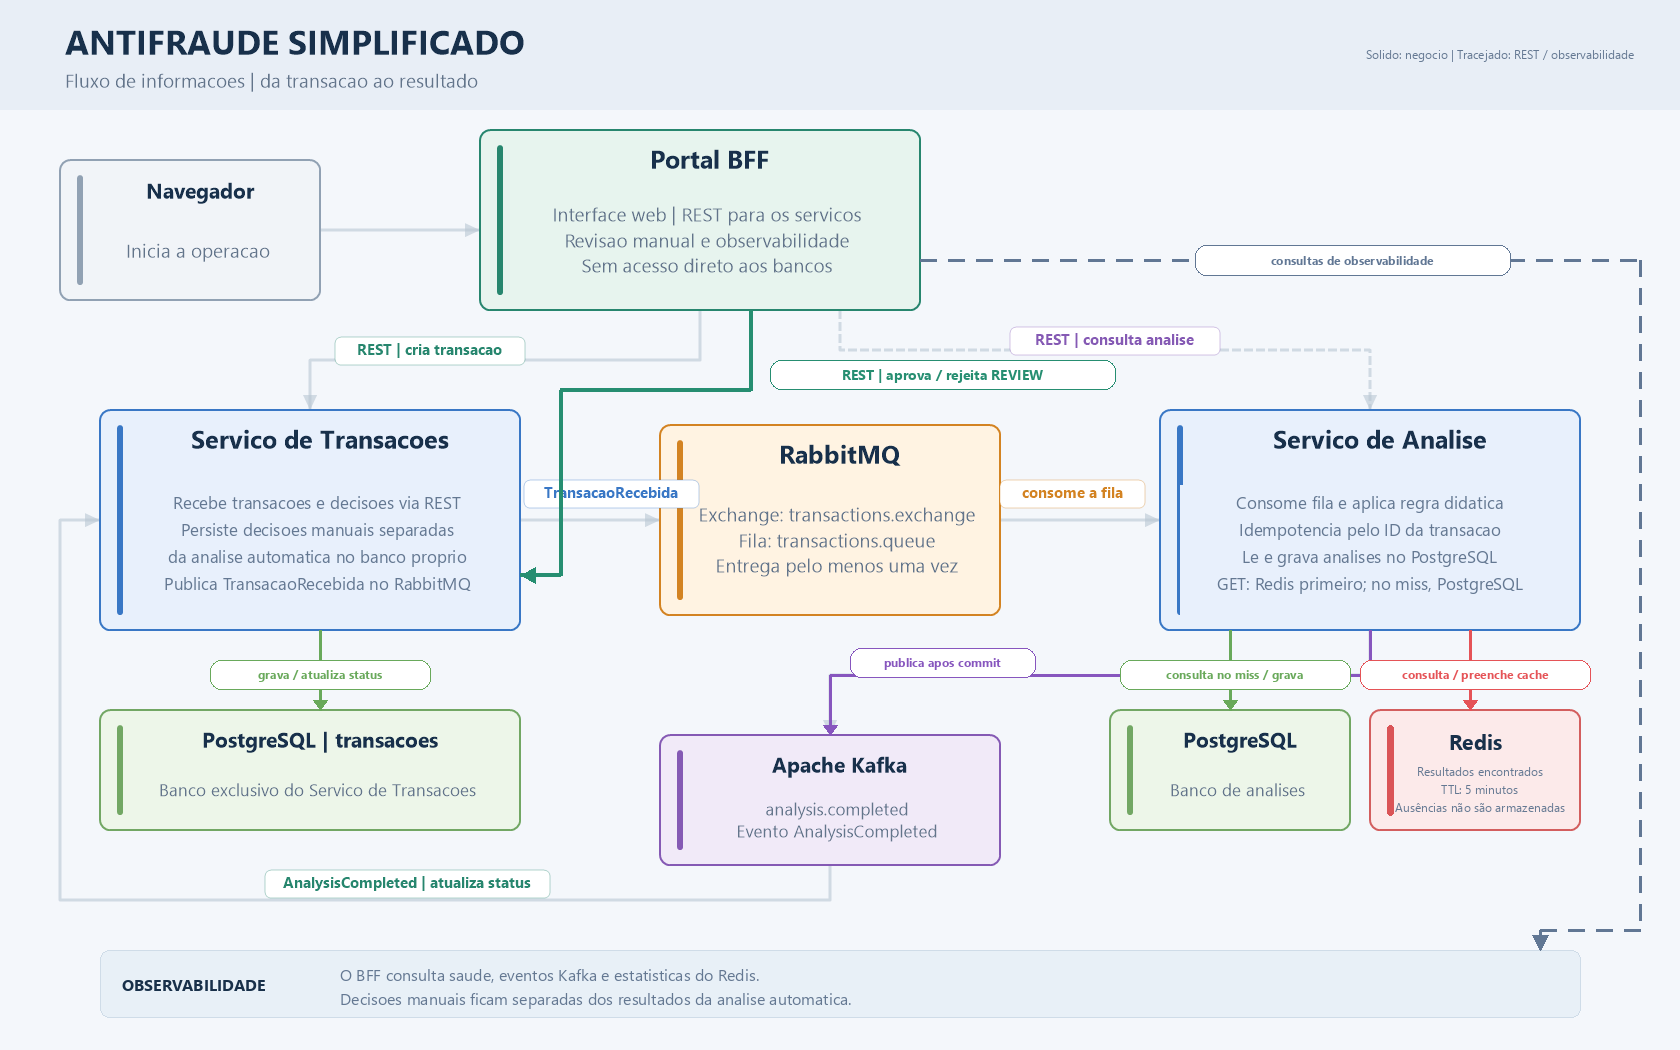 ANTIFRAUDE SIMPLIFICADO
Fluxo de informacoes | da transacao ao resultado
Solido: negocio | Tracejado: REST / observabilidade
Navegador
Inicia a operacao
Portal BFF
Interface web | REST para os servicos
Revisao manual e observabilidade
Sem acesso direto aos bancos
consultas de observabilidade
REST | cria transacao
REST | consulta analise
REST | aprova / rejeita REVIEW
Servico de Transacoes
Recebe transacoes e decisoes via REST
Persiste decisoes manuais separadas
da analise automatica no banco proprio
Publica TransacaoRecebida no RabbitMQ
TransacaoRecebida
RabbitMQ
Exchange: transactions.exchange
Fila: transactions.queue
Entrega pelo menos uma vez
consome a fila
Servico de Analise
Consome fila e aplica regra didatica
Idempotencia pelo ID da transacao
Le e grava analises no PostgreSQL
GET: Redis primeiro; no miss, PostgreSQL
grava / atualiza status
publica apos commit
consulta no miss / grava
consulta / preenche cache
PostgreSQL | transacoes
Banco exclusivo do Servico de Transacoes
Apache Kafka
analysis.completed
Evento AnalysisCompleted
PostgreSQL
Banco de analises
Redis
Resultados encontrados
TTL: 5 minutos
Ausências não são armazenadas
AnalysisCompleted | atualiza status
OBSERVABILIDADE
O BFF consulta saude, eventos Kafka e estatisticas do Redis.
Decisoes manuais ficam separadas dos resultados da analise automatica.